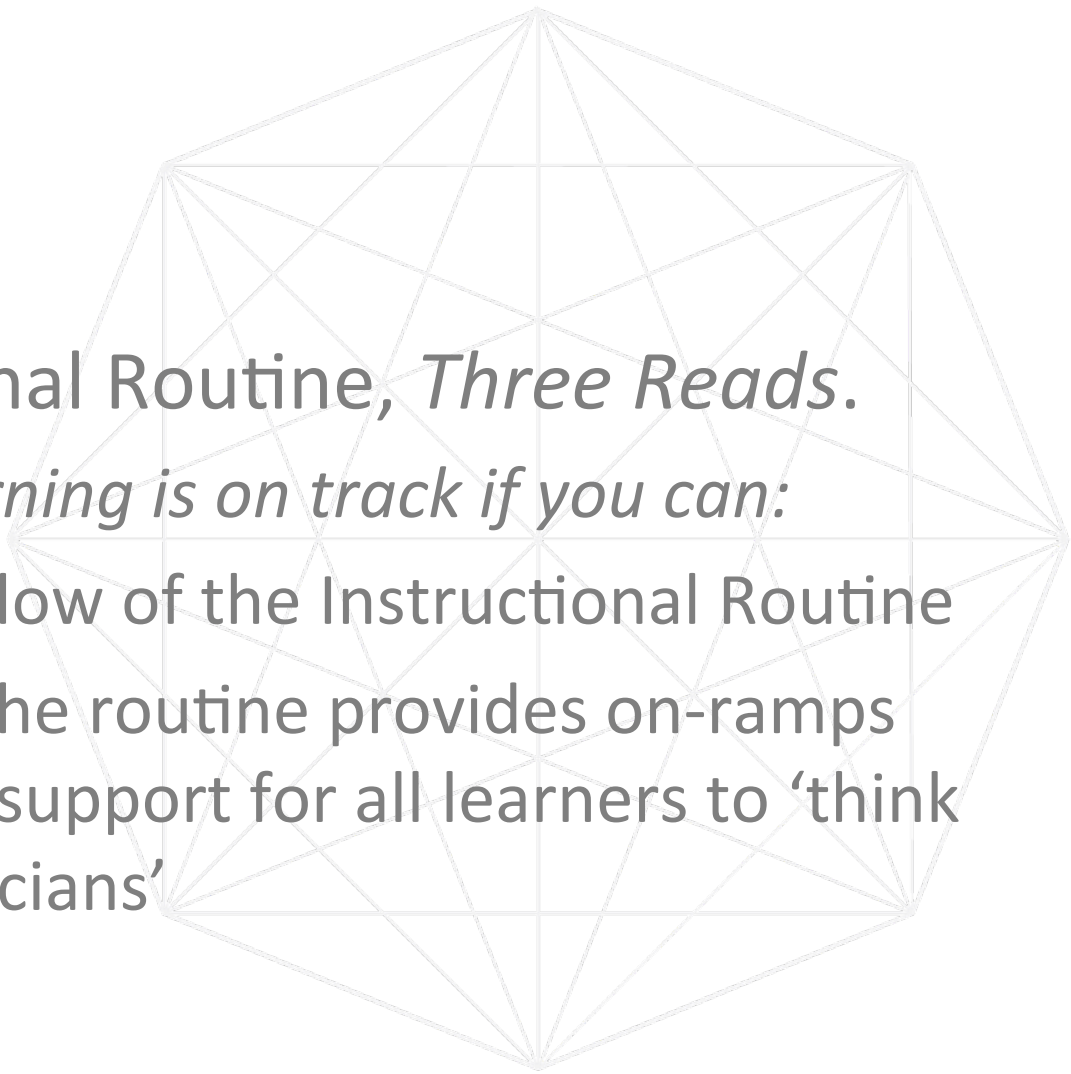 nal Routine, Three Reads.
rning is on track if you can:
low of the Instructional Routine
he routine provides on-ramps
support for all learners to ‘think
cians’